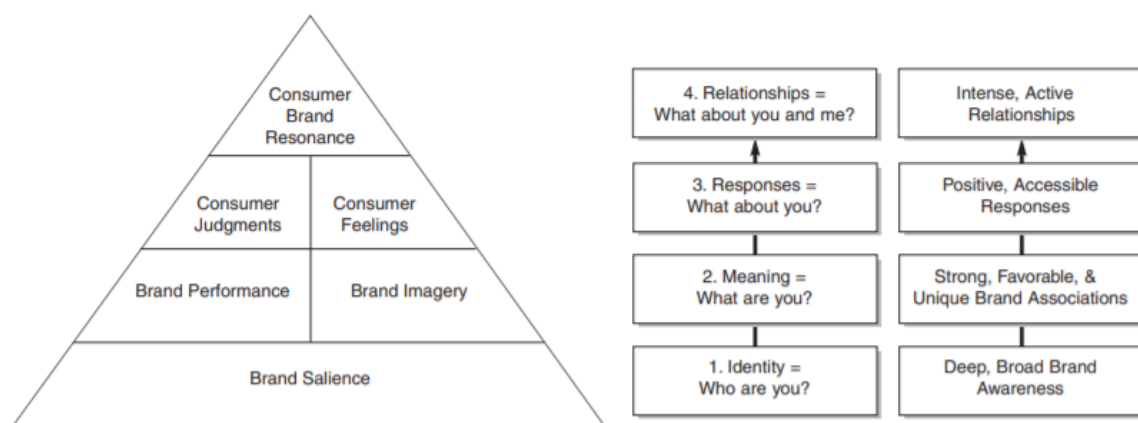 Consumer
Brand
Resonance
Consumer
Judgments
Consumer
Feelings
Brand Performance
Brand Imagery
Brand Salience
4. Relationships =
What about you and me?
3. Responses =
What about you?
2. Meaning =
What are you?
1. Identity =
Who are you?
Intense, Active
Relationships
Positive, Accessible
Responses
Strong, Favorable, &
Unique Brand Associations
Deep, Broad Brand
Awareness